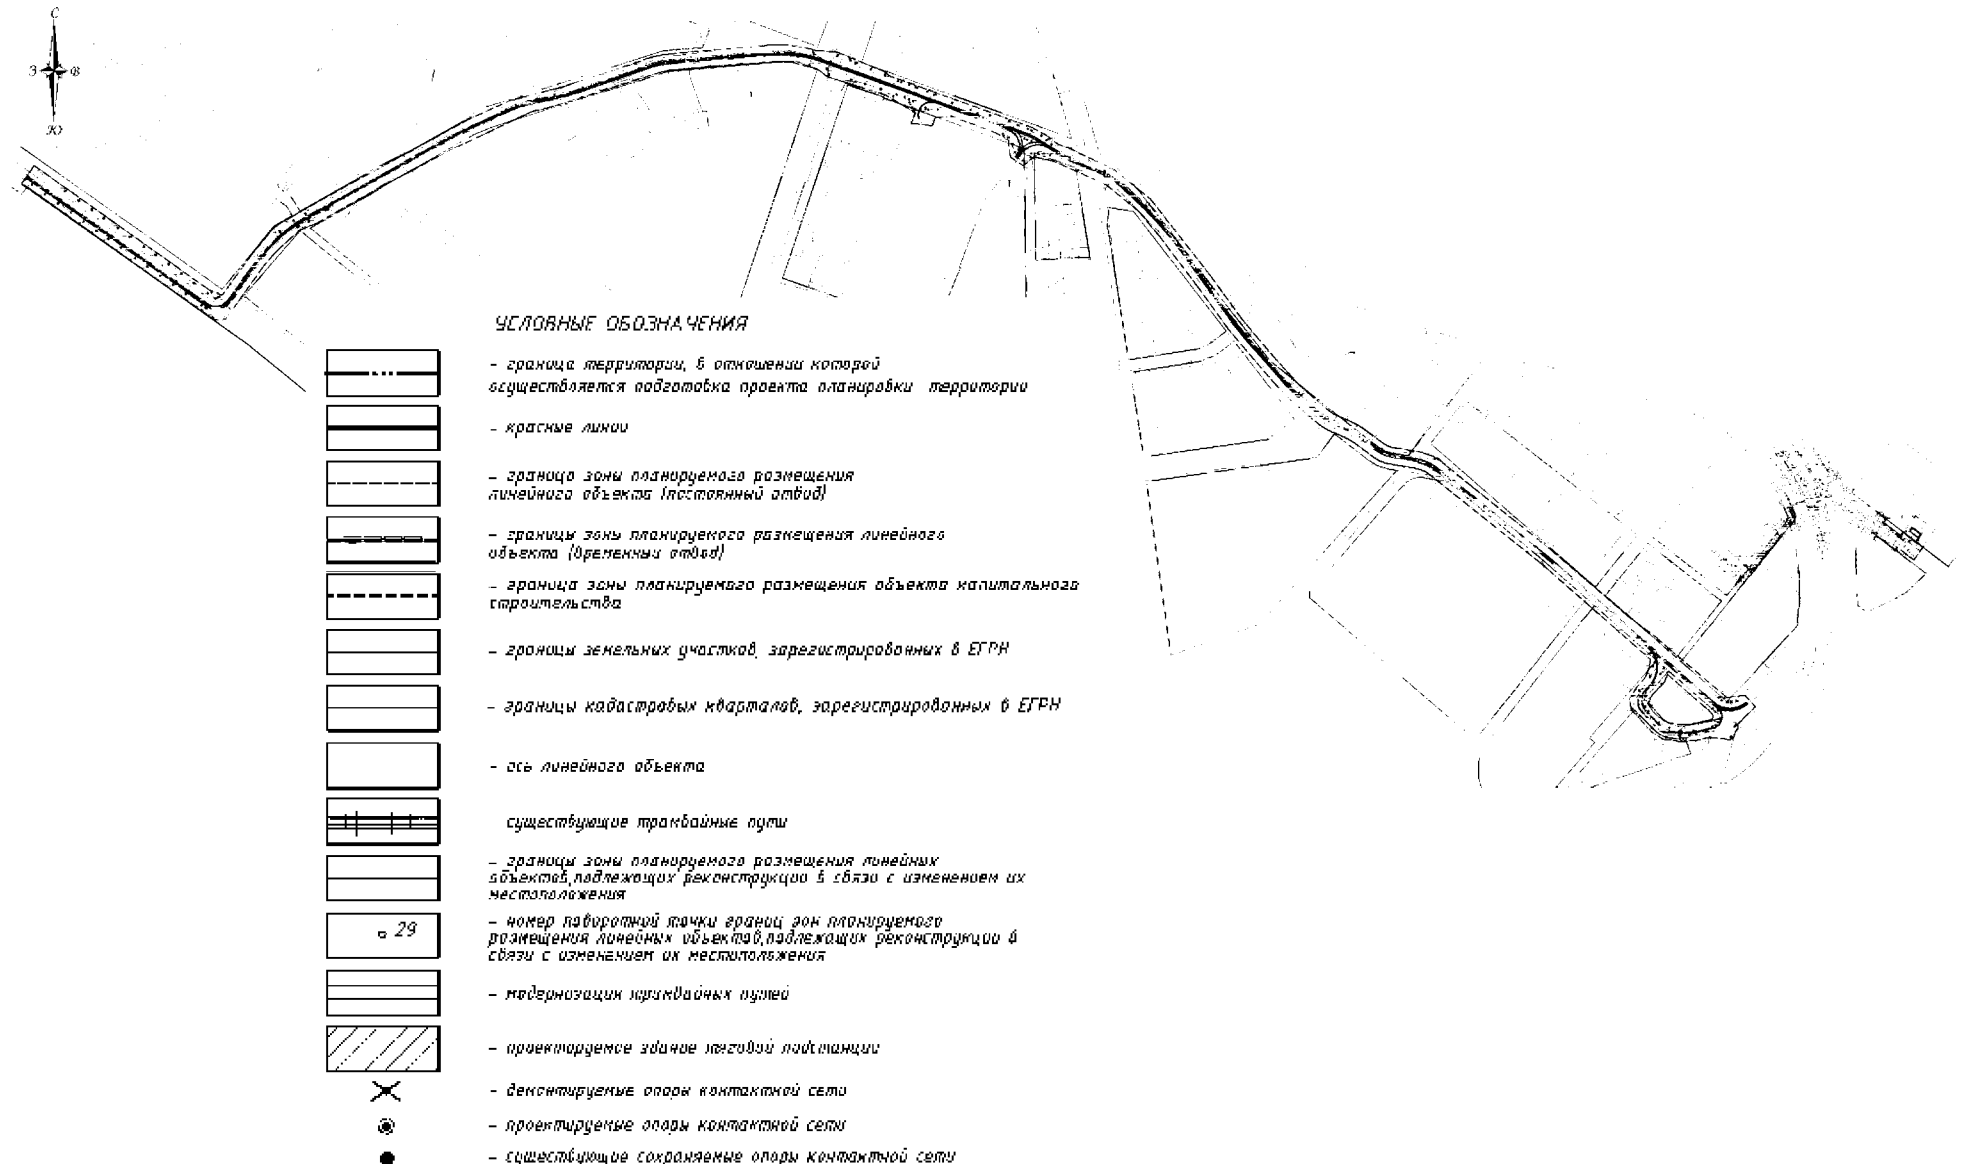 С
З В
Ю
УСЛОВНЫЕ ОБОЗНАЧЕНИЯ
- граница территории, в отношении которой
осуществляется подготовка проекта планировки территории
- красные линии
- граница зоны планируемого размещения
линейного объекта (постоянный отвод)
- границы зоны планируемого размещения линейного
объекта (временный отвод)
- граница зоны планируемого размещения объекта капитального
строительства
- границы земельных участков, зарегистрированных в ЕГРН
- границы кадастровых кварталов, зарегистрированных в ЕГРН
- ось линейного объекта
существующие трамвайные пути
- границы зоны планируемого размещения линейных
объектов,подлежащих реконструкции в связи с изменением их
местоположения
29
- номер поворотной точки границ зон планируемого
размещения линейных объектов,подлежащих реконструкции в
связи с изменением их местоположения
- модернизация трамвайных путей
- проектируемое здание тяговой подстанции
- демонтируемые опоры контактной сети
- проектируемые опоры контактной сети
- существующие сохраняемые опоры контактной сети